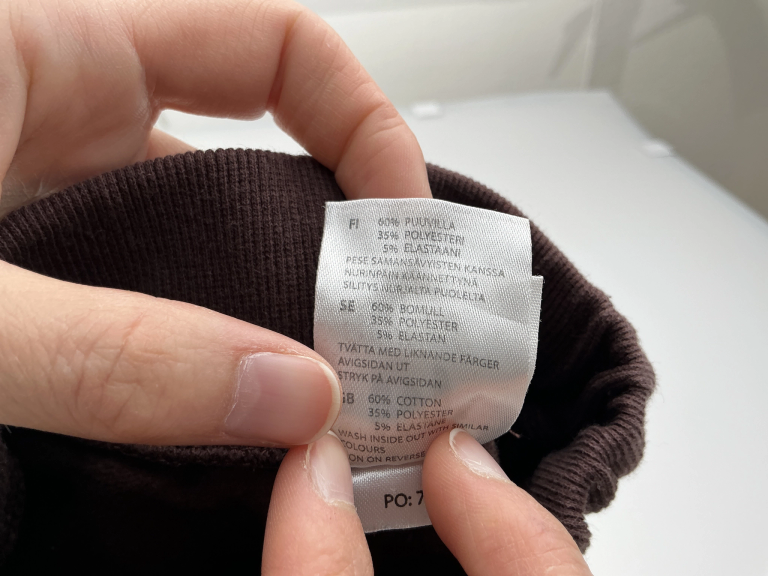 FI 60% PUUVILLA
35% POLYESTERI
5% ELASTAANI
PESE SAMANSÄVYISTEN KANSSA
NURINPÄIN KÄÄNNETTYNÄ
SILITYS NURJALTA PUOLELTA
SE 60% BOMULL
35% POLYESTER
5% ELASTAN
TVÄTTA MED LIKNANDE FÄRGER
AVIGSIDAN UT
STRYK PÅ AVIGSIDAN
GB 60% COTTON
35% POLYESTER
5% ELASTANE
WASH INSIDE OUT WITH SIMILAR
COLOURS
ON ON REVERSE
PO: 7